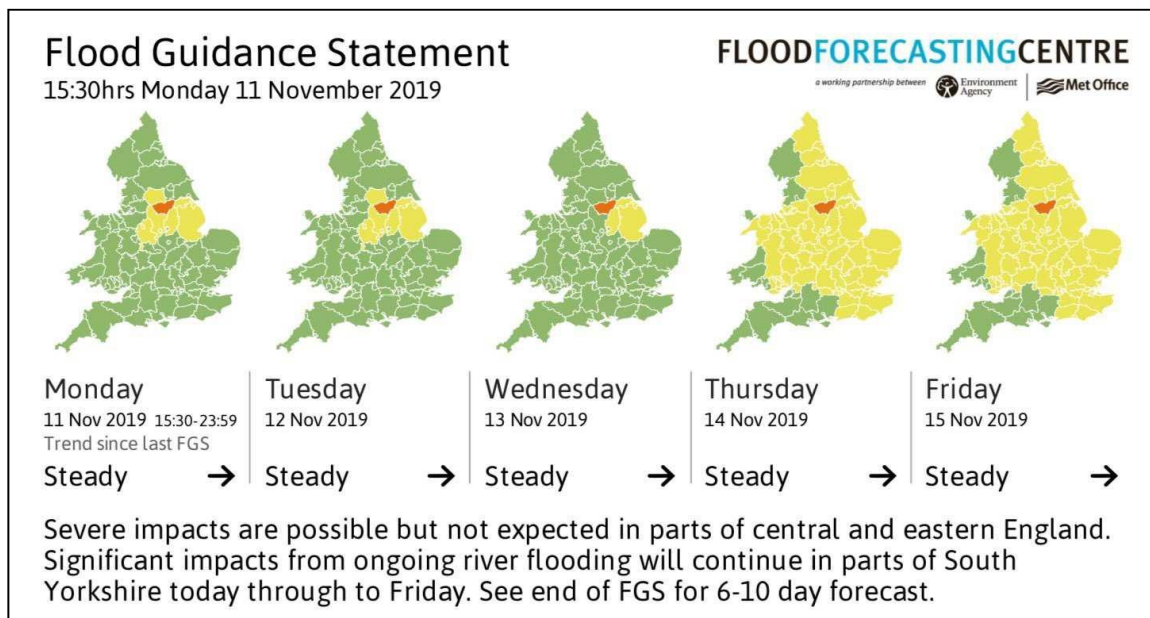 Flood Guidance Statement
15:30hrs Monday 11 November 2019
FLOODFORECASTINGCENTRE
a working partnership between
Environment
Agency
Met Office
Monday
11 Nov 2019 15:30-23:59
Trend since last FGS
Steady
Tuesday
12 Nov 2019
Steady
Wednesday
13 Nov 2019
Steady
Thursday
14 Nov 2019
Steady
Friday
15 Nov 2019
Steady
Severe impacts are possible but not expected in parts of central and eastern England.
Significant impacts from ongoing river flooding will continue in parts of South
Yorkshire today through to Friday. See end of FGS for 6-10 day forecast.